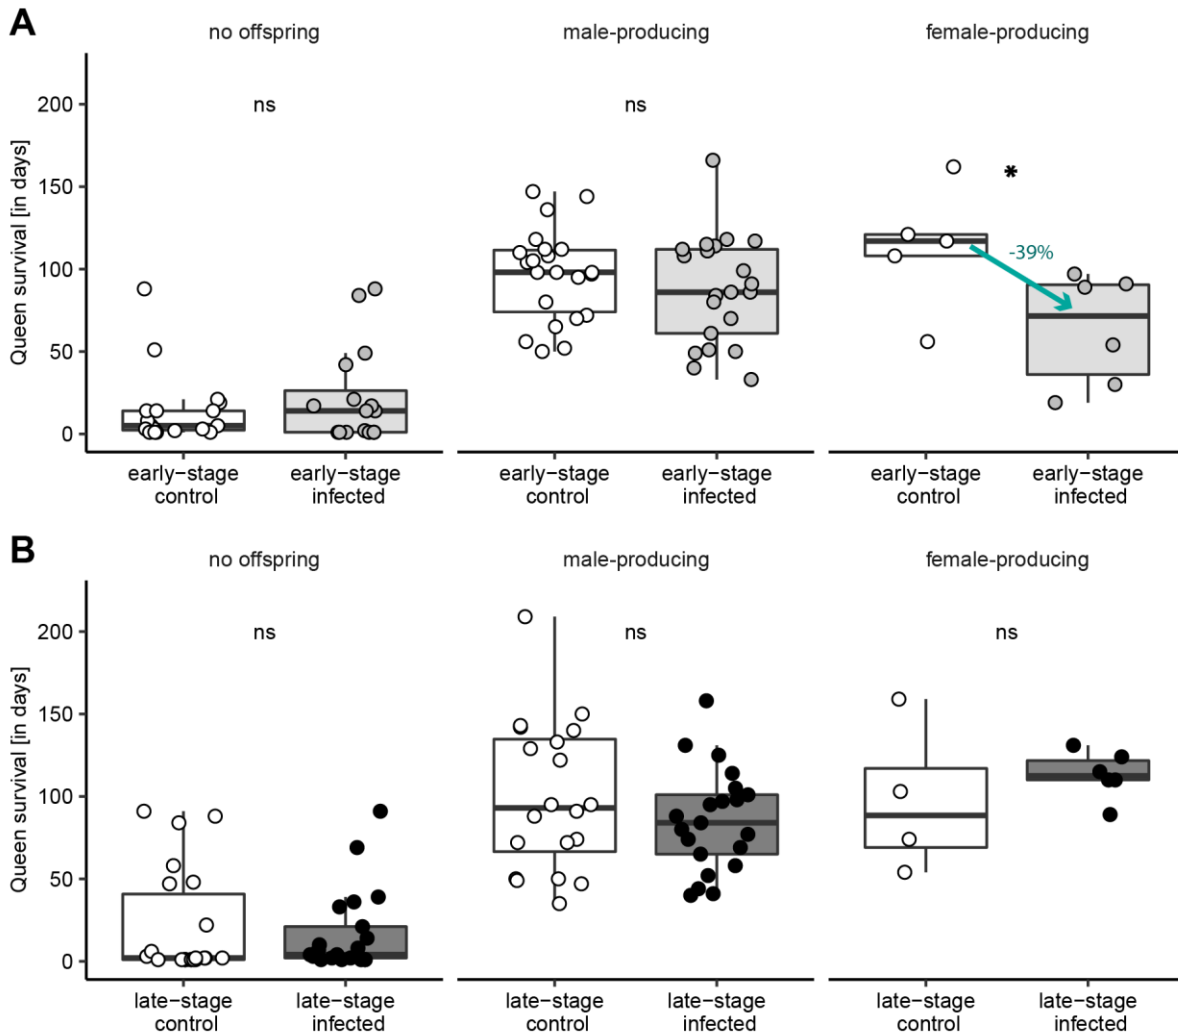 A
no offspring
male-producing
female-producing
Queen survival [in days]
200
150
100
50
0
ns
ns
*
-39%
early-stage
control
early-stage
infected
early-stage
control
early-stage
infected
early-stage
control
early-stage
infected
B
no offspring
male-producing
female-producing
Queen survival [in days]
200
150
100
50
0
ns
ns
ns
late-stage
control
late-stage
infected
late-stage
control
late-stage
infected
late-stage
control
late-stage
infected